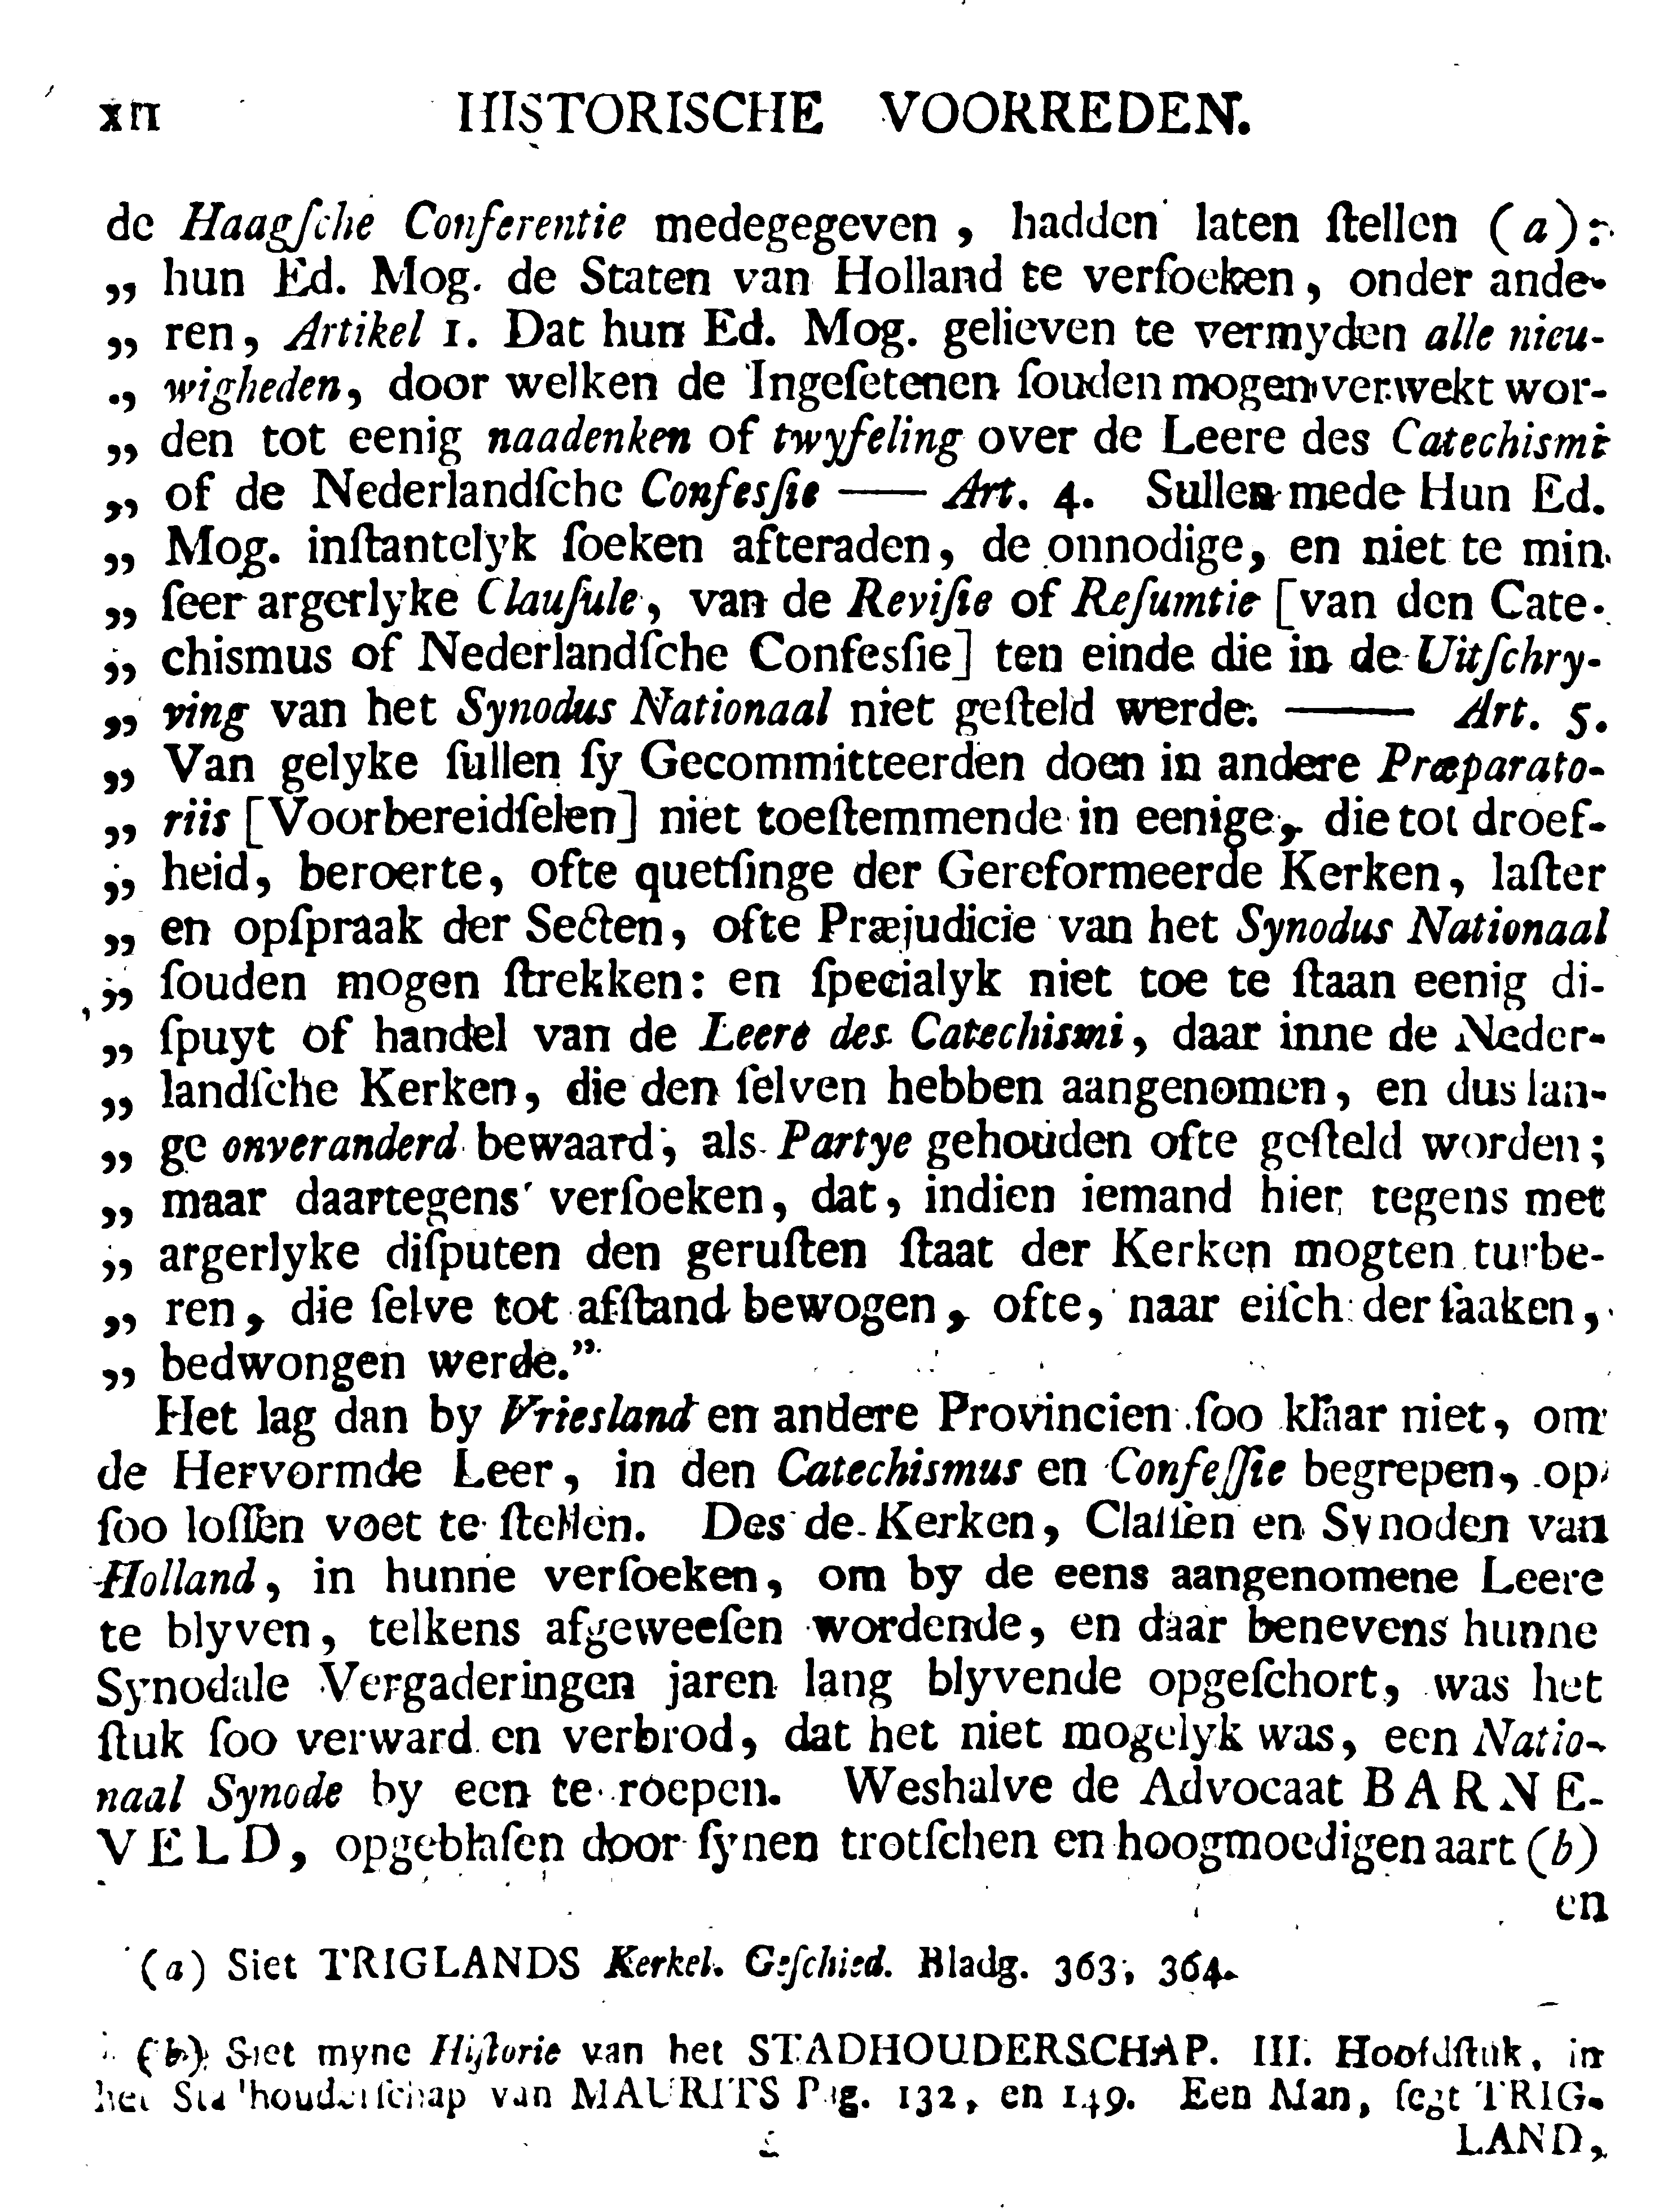 xii HISTORISCHE VOORREDEN.
de Haagſche Conferentie medegegeven, hadden laten ſtellen (a):
„ hun Ed. Mog. de Staten van Holland te verſoeken, onder ande-
„ ren, Artikel 1. Dat hun Ed. Mog. gelieven te vermyden alle nieu-
„ wigheden, door welken de Ingeſetenen ſouden mogen verwekt wor-
„ den tot eenig naadenken of twyfeling over de Leere des Catechismi
„ of de Nederlandſche Confesſie —— Art. 4. Sullen mede Hun Ed.
„ Mog. inſtantelyk ſoeken afteraden, de onnodige, en niet te min
„ ſeer argerlyke Clauſule, van de Reviſie of Reſumtie [van den Cate-
„ chismus of Nederlandſche Confesſie] ten einde die in de Uitſchry-
„ ving van het Synodus Nationaal niet geſteld werde. —— Art. 5.
„ Van gelyke ſullen ſy Gecommitteerden doen in andere Præparato-
„ riis [Voorbereidſelen] niet toeſtemmende in eenige, die tot droef-
„ heid, beroerte, ofte quetſinge der Gereformeerde Kerken, laſter
„ en opſpraak der Secten, ofte Præjudicie van het Synodus Nationaal
„ ſouden mogen ſtrekken: en ſpecialyk niet toe te ſtaan eenig di-
„ ſpuyt of handel van de Leere des Catechismi, daar inne de Neder-
„ landſche Kerken, die den ſelven hebben aangenomen, en dus lan-
„ ge onveranderd bewaard, als Partye gehouden ofte geſteld worden;
„ maar daartegens verſoeken, dat, indien iemand hier tegens met
„ argerlyke diſputen den geruſten ſtaat der Kerken mogten turbe-
„ ren, die ſelve tot afſtand bewogen, ofte, naar eiſch der ſaaken,
„ bedwongen werde.”
Het lag dan by Vriesland en andere Provincien ſoo klaar niet, om
de Hervormde Leer, in den Catechismus en Confeſſie begrepen, op
ſoo loſſen voet te ſtellen. Des de Kerken, Claſſen en Synoden van
Holland, in hunne verſoeken, om by de eens aangenomene Leere
te blyven, telkens afgeweeſen wordende, en daar benevens hunne
Synodale Vergaderingen jaren lang blyvende opgeſchort, was het
ſtuk ſoo verward en verbrod, dat het niet mogelyk was, een Natio-
naal Synode by een te roepen. Weshalve de Advocaat BARNE-
VELD, opgeblaſen door ſynen trotſchen en hoogmoedigen aart (b)
en
(a) Siet TRIGLANDS Kerkel. Geſchied. Bladg. 363, 364.
(b) Siet myne Hiſtorie van het STADHOUDERSCHAP. III. Hoofdſtuk, in
het Stadhouderſchap van MAURITS Pag. 132, en 149. Een Man, ſegt TRIG-
LAND,